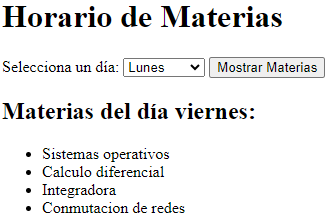 Horario de Materias
Selecciona un día: Lunes Mostrar Materias
Materias del día viernes:
Sistemas operativos
Calculo diferencial
Integradora
Conmutacion de redes